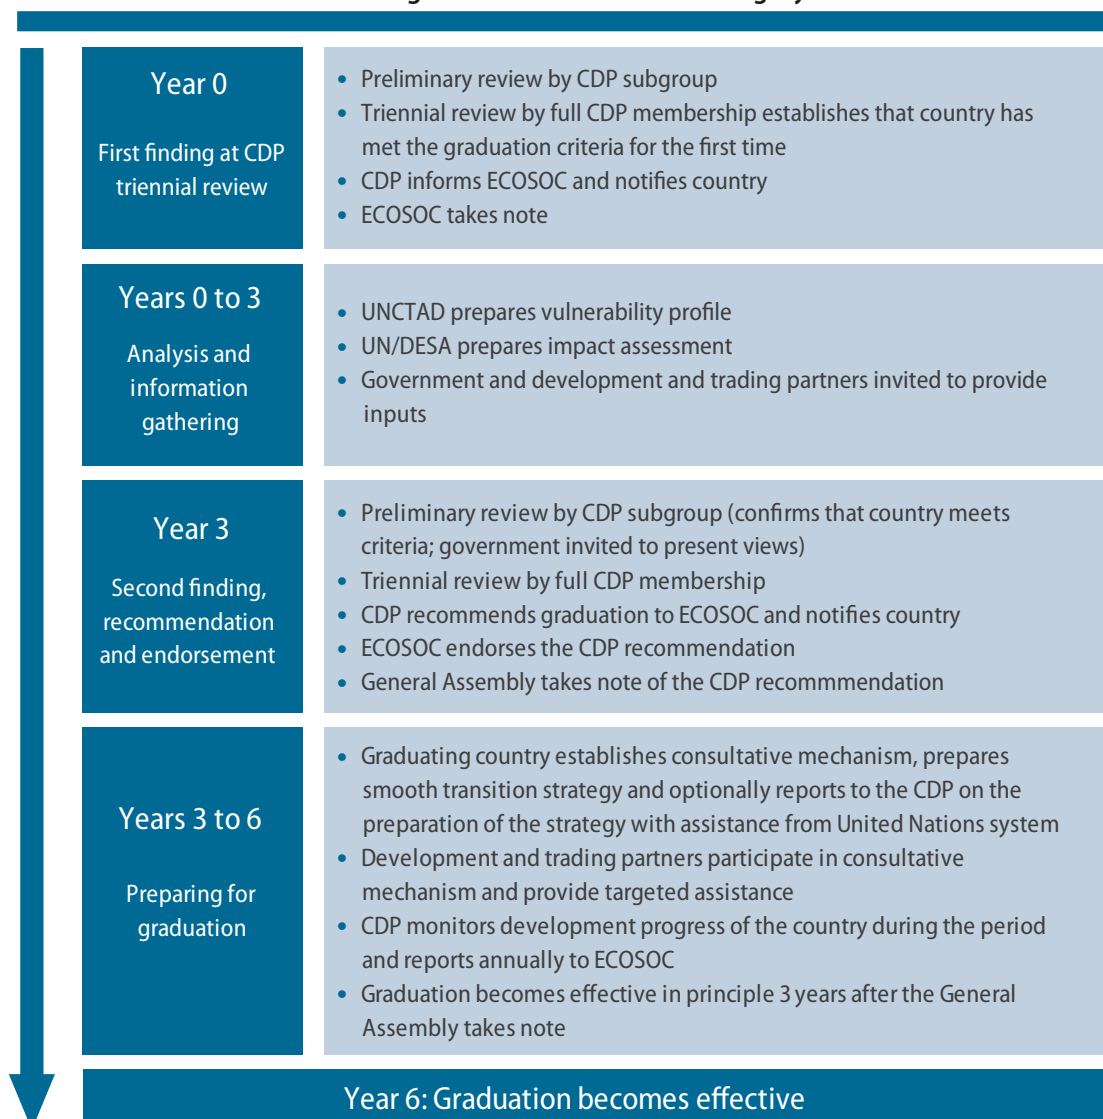 Year 0
First finding at CDP
triennial review
• Preliminary review by CDP subgroup
• Triennial review by full CDP membership establishes that country has
met the graduation criteria for the first time
• CDP informs ECOSOC and notifies country
• ECOSOC takes note
Years 0 to 3
Analysis and
information
gathering
• UNCTAD prepares vulnerability profile
• UN/DESA prepares impact assessment
• Government and development and trading partners invited to provide
inputs
Year 3
Second finding,
recommendation
and endorsement
• Preliminary review by CDP subgroup (confirms that country meets
criteria; government invited to present views)
• Triennial review by full CDP membership
• CDP recommends graduation to ECOSOC and notifies country
• ECOSOC endorses the CDP recommendation
• General Assembly takes note of the CDP recommmendation
Years 3 to 6
Preparing for
graduation
• Graduating country establishes consultative mechanism, prepares
smooth transition strategy and optionally reports to the CDP on the
preparation of the strategy with assistance from United Nations system
• Development and trading partners participate in consultative
mechanism and provide targeted assistance
• CDP monitors development progress of the country during the period
and reports annually to ECOSOC
• Graduation becomes effective in principle 3 years after the General
Assembly takes note
Year 6: Graduation becomes effective